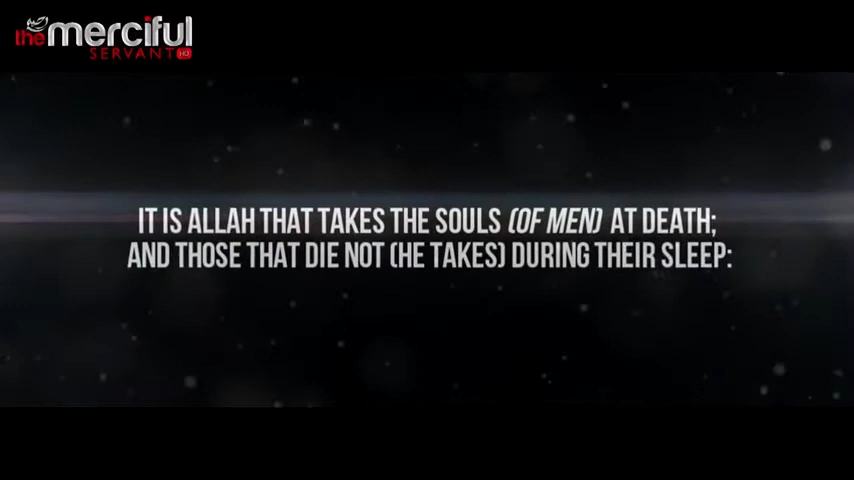 the merciful
SERVANT HD
IT IS ALLAH THAT TAKES THE SOULS (OF MEN) AT DEATH;
AND THOSE THAT DIE NOT (HE TAKES) DURING THEIR SLEEP: